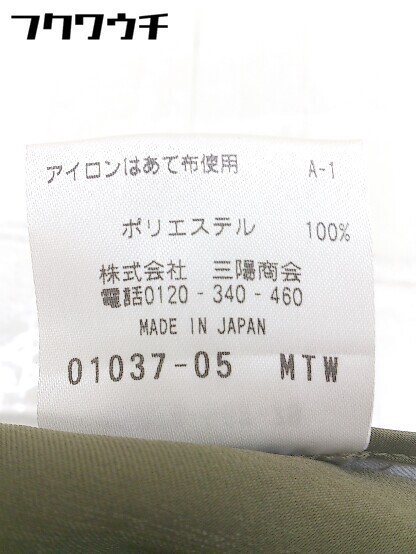 フクワウチ
アイロンはあて布使用 A-1
ポリエステル 100%
株式会社 三陽商会
電話0120-340-460
MADE IN JAPAN
01037-05 MTW